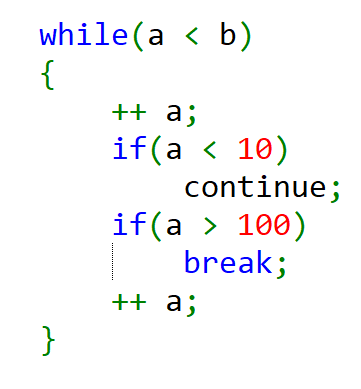 while(a < b)
{
    ++ a;
    if(a < 10)
        continue;
    if(a > 100)
        break;
    ++ a;
}